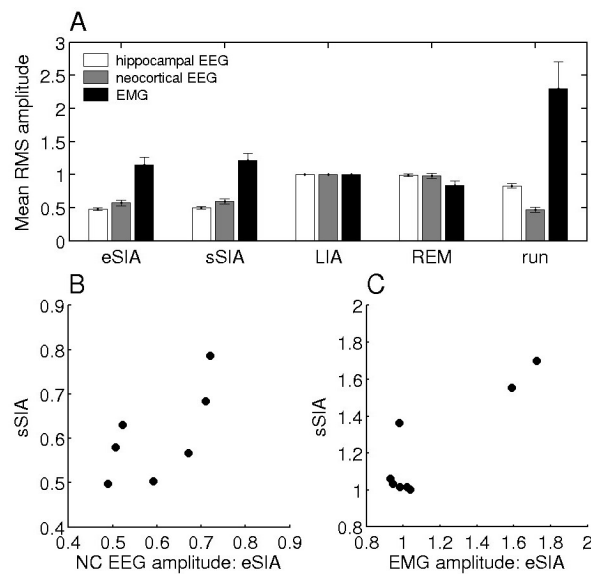 A
Mean RMS amplitude
3
2.5
2
1.5
1
0.5
0
hippocampal EEG
neocortical EEG
EMG
eSIA sSIA LIA REM run
B
sSIA
0.9
0.8
0.7
0.6
0.5
0.4
0.4 0.5 0.6 0.7 0.8 0.9
NC EEG amplitude: eSIA
C
sSIA
2
1.8
1.6
1.4
1.2
1
0.8
0.8 1 1.2 1.4 1.6 1.8 2
EMG amplitude: eSIA